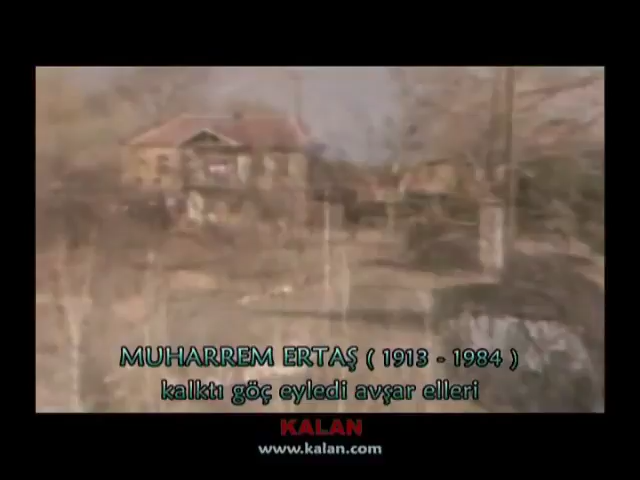 MUHARREM ERTAŞ ( 1913 - 1984 )
kalktı göç eyledi avşar elleri
KALAN
www.kalan.com